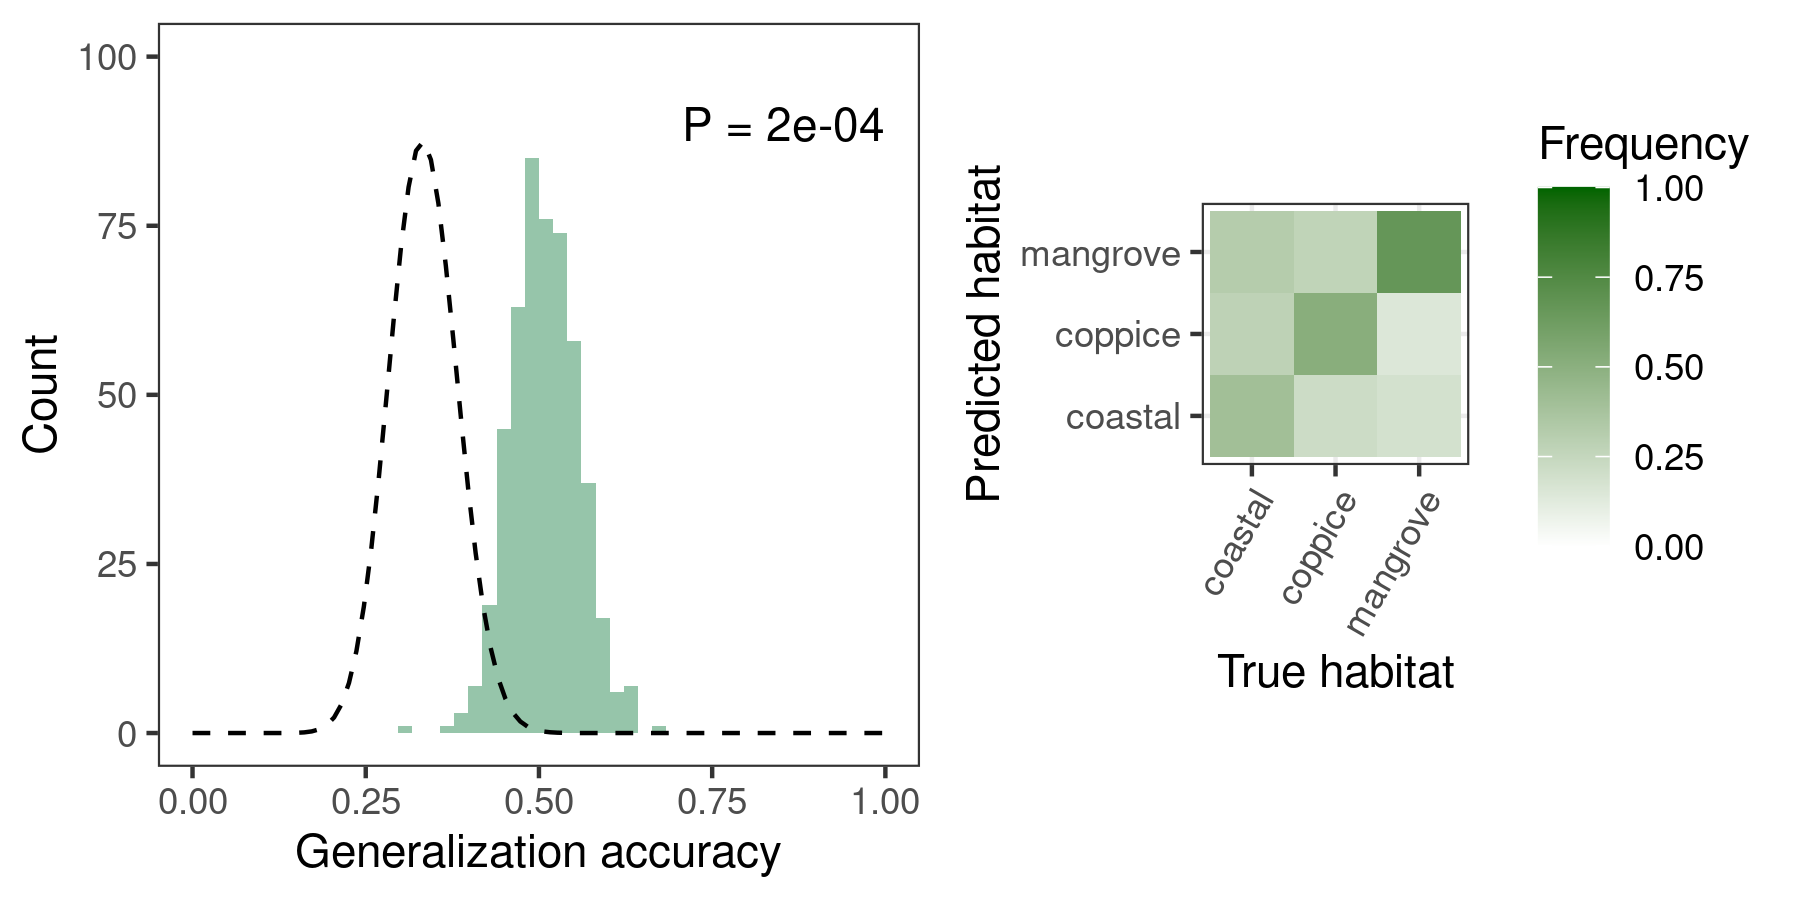 100
75
50
25
0
Count
P = 2e-04
0.00 0.25 0.50 0.75 1.00
Generalization accuracy
Predicted habitat
mangrove
coppice
coastal
coastal coppice mangrove
True habitat
Frequency
1.00
0.75
0.50
0.25
0.00